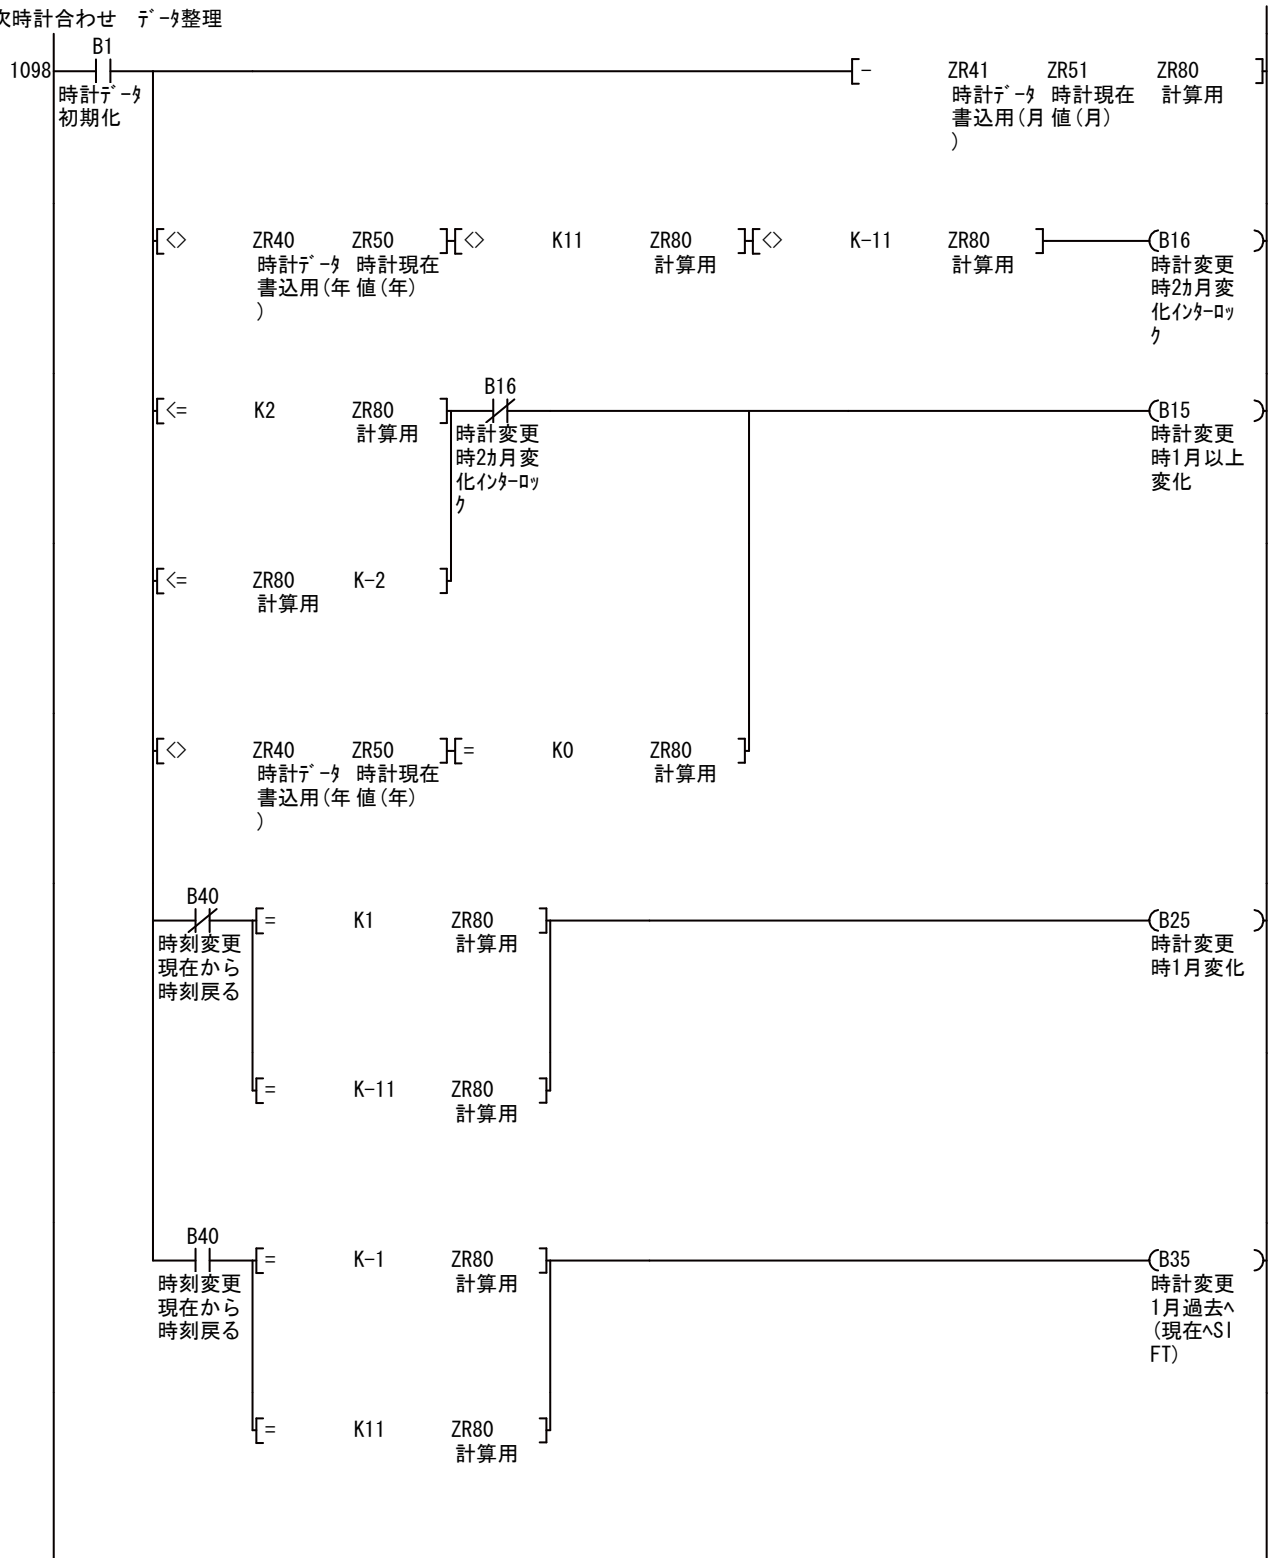 次時計合わせ　ﾃﾞｰﾀ整理
B1
1098
[-　ZR41　ZR51　ZR80　]
時計ﾃﾞｰﾀ　時計ﾃﾞｰﾀ　時計現在　計算用
初期化　書込用(月　値(月)
)
[<>　ZR40　ZR50　][<>　K11　ZR80　][<>　K-11　ZR80　]　(B16　)
時計ﾃﾞｰﾀ　時計現在　計算用　計算用　時計変更
書込用(年　値(年)　時2ｶ月変
)　化ｲﾝﾀｰﾛｯ
ｸ
B16
[<=　K2　ZR80　]　(B15　)
計算用　時計変更　時計変更
時2ｶ月変　時1月以上
化ｲﾝﾀｰﾛｯ　変化
ｸ
[<=　ZR80　K-2　]
計算用
[<>　ZR40　ZR50　][=　K0　ZR80　]
時計ﾃﾞｰﾀ　時計現在　計算用
書込用(年　値(年)
)
B40
[=　K1　ZR80　]　(B25　)
時刻変更　計算用　時計変更
現在から　時1月変化
時刻戻る
[=　K-11　ZR80　]
計算用
B40
[=　K-1　ZR80　]　(B35　)
時刻変更　計算用　時計変更
現在から　1月過去ﾍ
時刻戻る　(現在ﾍSI
FT)
[=　K11　ZR80　]
計算用